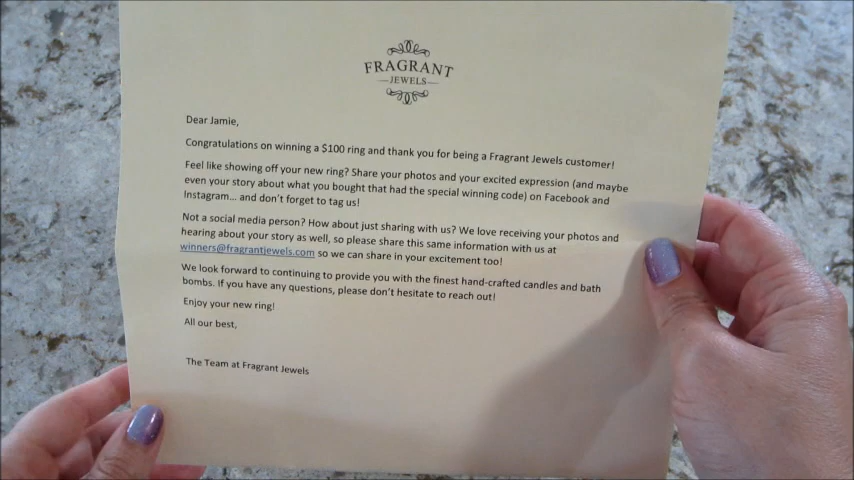 FRAGRANT
JEWELS
Dear Jamie,
Congratulations on winning a $100 ring and thank you for being a Fragrant Jewels customer!
Feel like showing off your new ring? Share your photos and your excited expression (and maybe
even your story about what you bought that had the special winning code) on Facebook and
Instagram... and don't forget to tag us!
Not a social media person? How about just sharing with us? We love receiving your photos and
hearing about your story as well, so please share this same information with us at
winners@fragrantjewels.com so we can share in your excitement too!
We look forward to continuing to provide you with the finest hand-crafted candles and bath
bombs. If you have any questions, please don't hesitate to reach out!
Enjoy your new ring!
All our best,
The Team at Fragrant Jewels